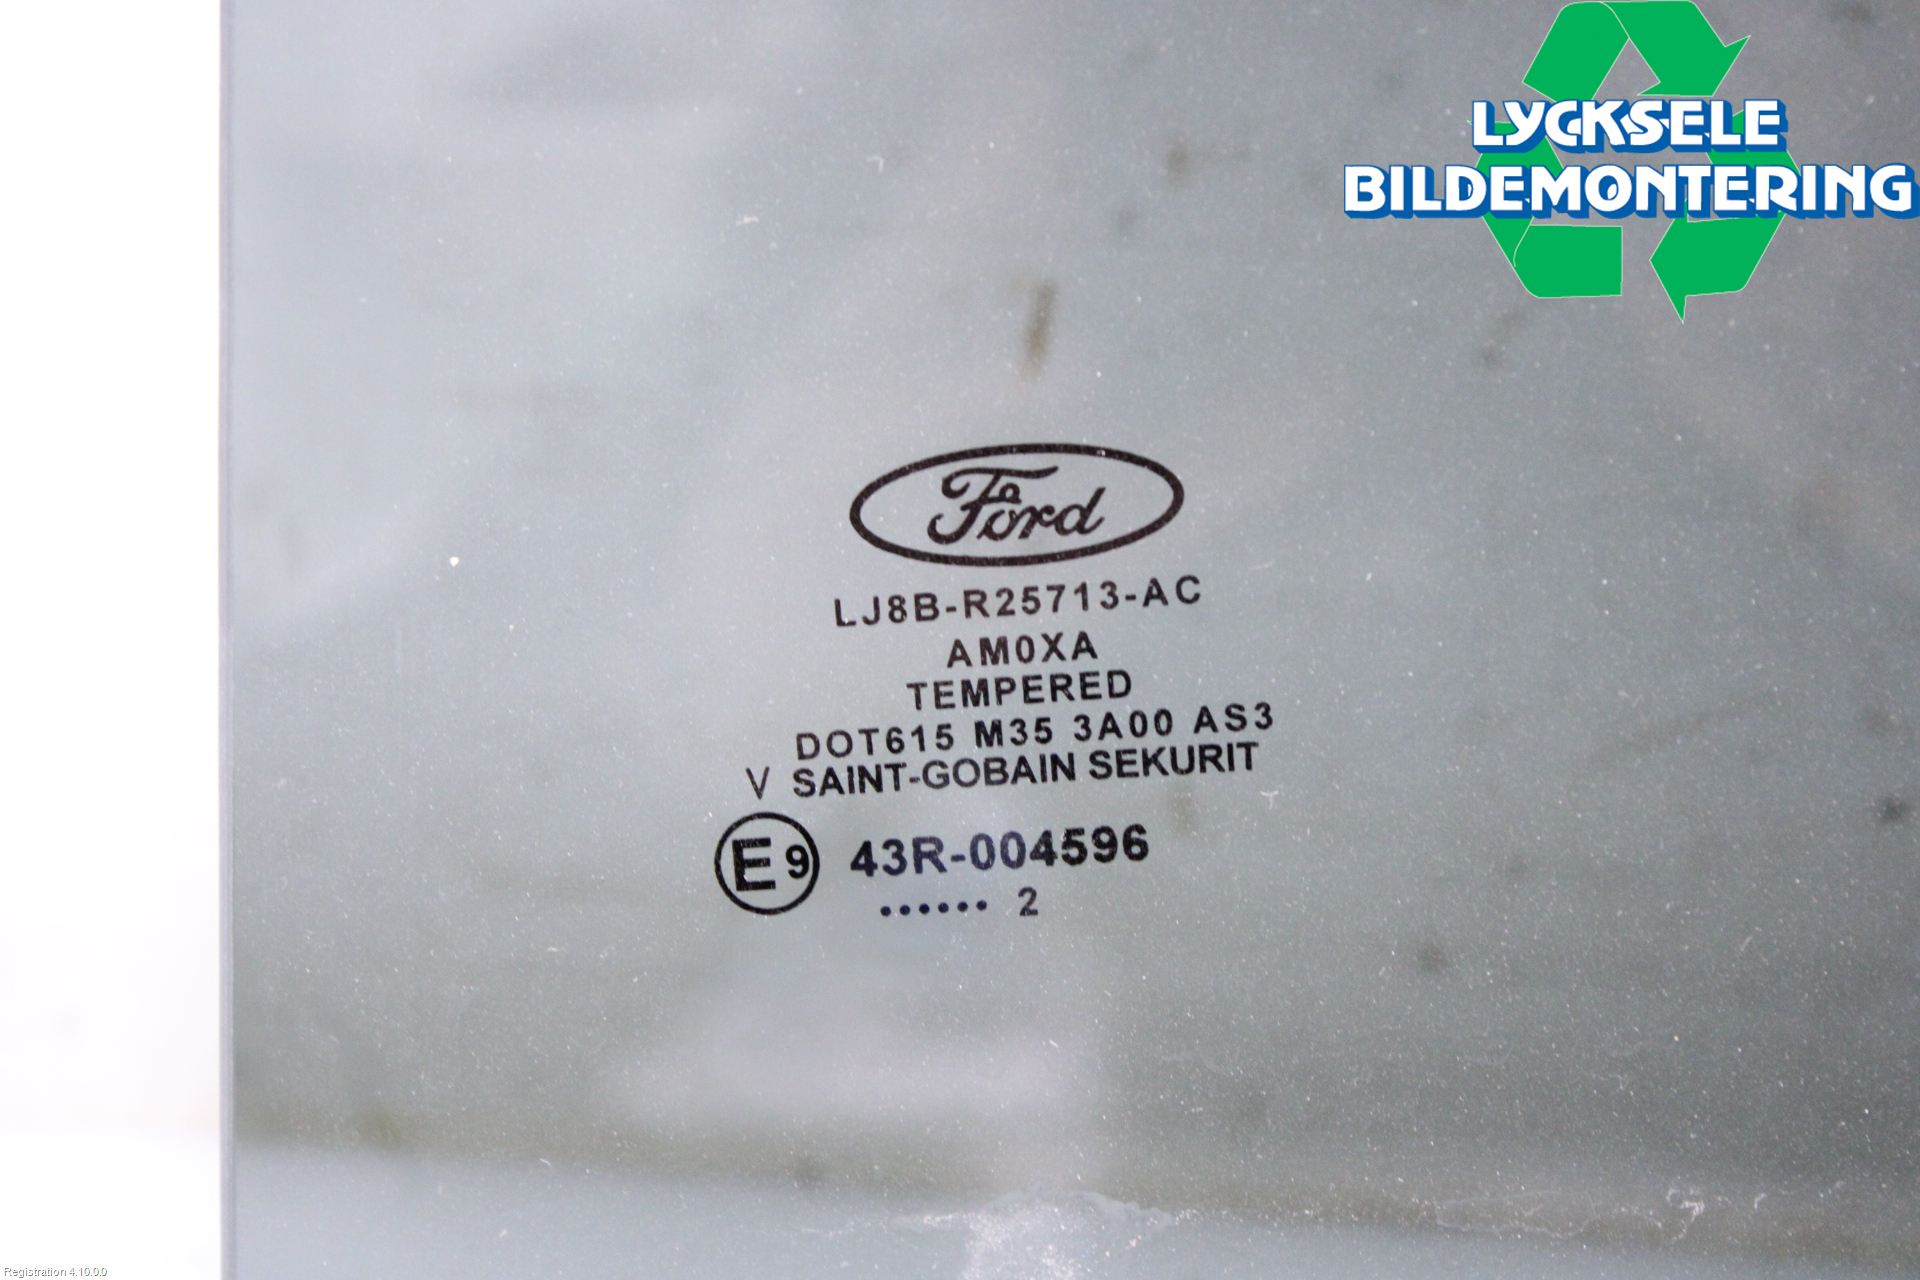 LYCKSELE
BILDEMONTERING
Ford
LJ8B-R25713-AC
AM0XA
TEMPERED
DOT615 M35 3A00 AS3
V SAINT-GOBAIN SEKURIT
E9 43R-004596
...... 2
Registration 4.10.0.0